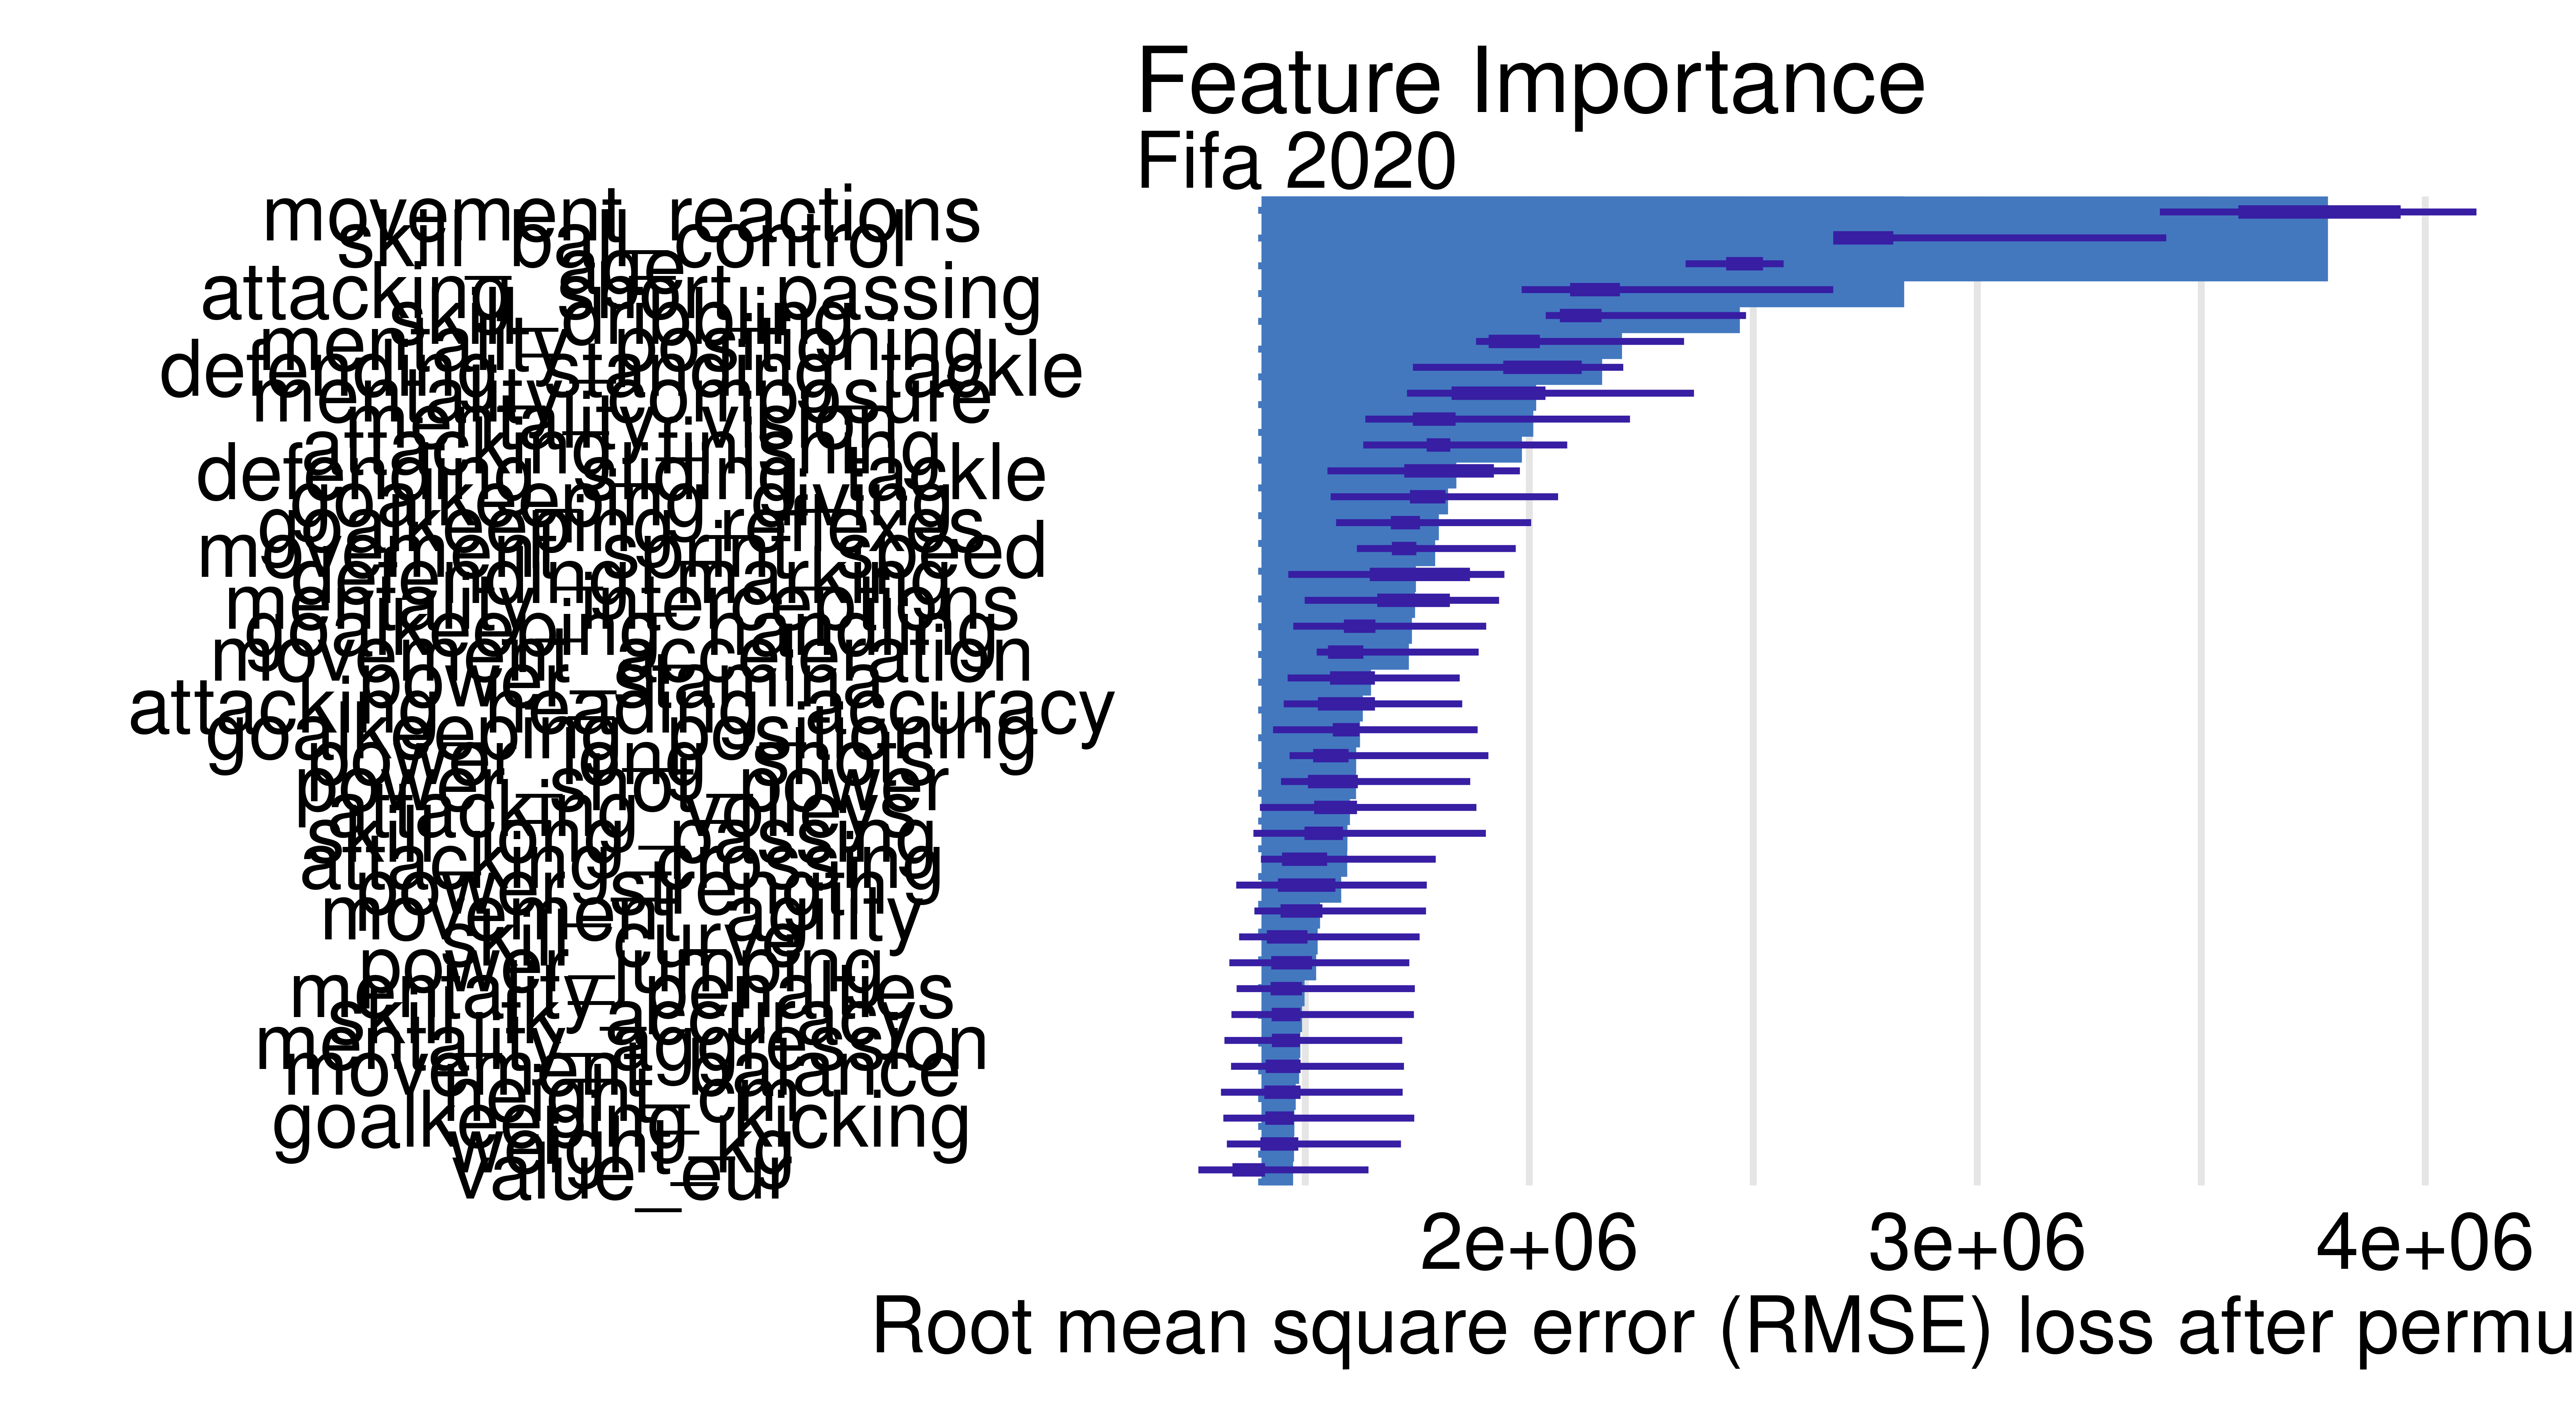 Feature Importance
Fifa 2020
movement_reactions
skill_ball_control
age
attacking_short_passing
skill_dribbling
mentality_positioning
defending_standing_tackle
mentality_composure
mentality_vision
attacking_finishing
defending_sliding_tackle
goalkeeping_diving
goalkeeping_reflexes
movement_sprint_speed
defending_marking
mentality_interceptions
goalkeeping_handling
movement_acceleration
power_stamina
attacking_heading_accuracy
goalkeeping_positioning
power_long_shots
power_shot_power
attacking_volleys
skill_long_passing
attacking_crossing
power_strength
movement_agility
skill_curve
power_jumping
mentality_penalties
skill_fk_accuracy
mentality_aggression
movement_balance
height_cm
goalkeeping_kicking
weight_kg
value_eur
2e+06 3e+06 4e+06
Root mean square error (RMSE) loss after permu